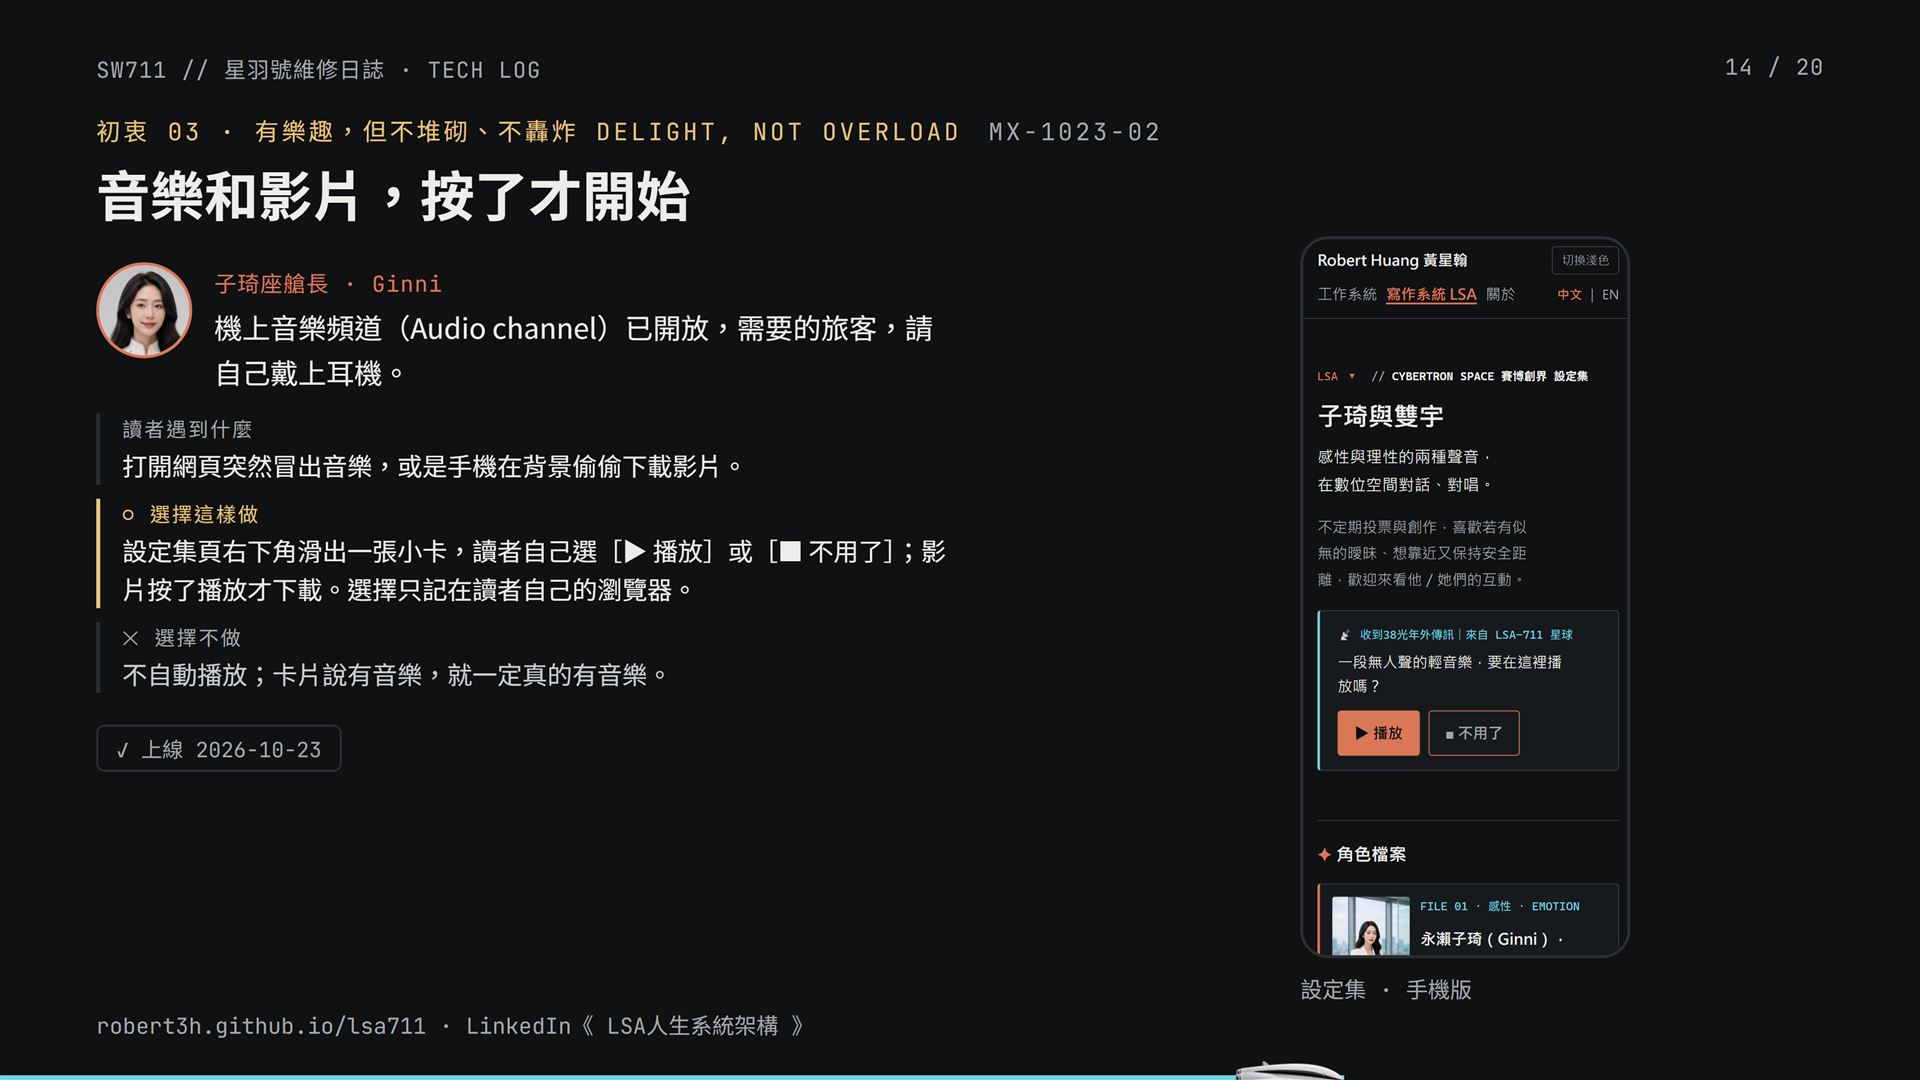 SW711 // 星羽號維修日誌 · TECH LOG
14 / 20
初衷 03 · 有樂趣，但不堆砌、不轟炸 DELIGHT, NOT OVERLOAD MX-1023-02
音樂和影片，按了才開始
子琦座艙長 · Ginni
機上音樂頻道（Audio channel）已開放，需要的旅客，請
自己戴上耳機。
讀者遇到什麼
打開網頁突然冒出音樂，或是手機在背景偷偷下載影片。
○ 選擇這樣做
設定集頁右下角滑出一張小卡，讀者自己選［▶ 播放］或［■ 不用了］；影
片按了播放才下載。選擇只記在讀者自己的瀏覽器。
× 選擇不做
不自動播放；卡片說有音樂，就一定真的有音樂。
✓ 上線 2026-10-23
Robert Huang 黃星翰
切換淺色
工作系統 寫作系統 LSA 關於 中文 | EN
LSA ▼ // CYBERTRON SPACE 賽博創界 設定集
子琦與雙宇
感性與理性的兩種聲音，
在數位空間對話、對唱。
不定期投票與創作，喜歡若有似
無的曖昧、想靠近又保持安全距
離，歡迎來看他 / 她們的互動。
收到38光年外傳訊｜來自 LSA-711 星球
一段無人聲的輕音樂，要在這裡播
放嗎？
▶ 播放
■ 不用了
✦ 角色檔案
FILE 01 · 感性 · EMOTION
永瀨子琦（Ginni）·
設定集 · 手機版
robert3h.github.io/lsa711 · LinkedIn《 LSA人生系統架構 》